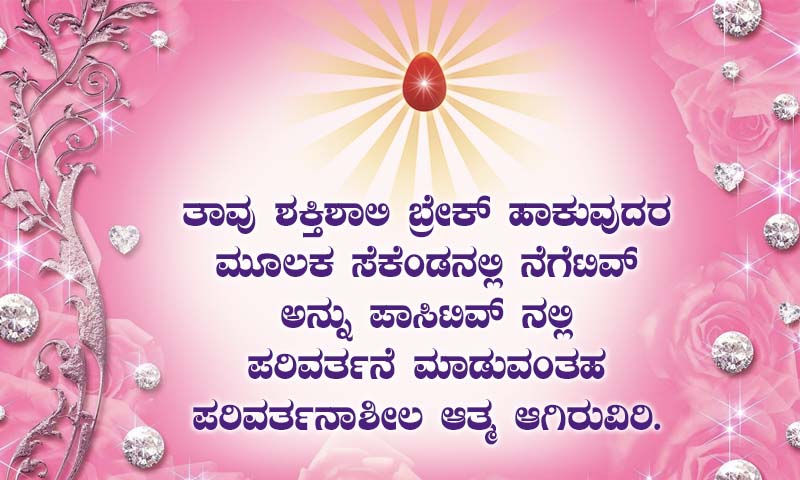 ತಾವು ಶಕ್ತಿಶಾಲಿ ಬ್ರೇಕ್ ಹಾಕುವುದರ
ಮೂಲಕ ಸೆಕೆಂಡನಲ್ಲಿ ನೆಗೆಟಿವ್
ಅನ್ನು ಪಾಸಿಟಿವ್ ನಲ್ಲಿ
ಪರಿವರ್ತನೆ ಮಾಡುವಂತಹ
ಪರಿವರ್ತನಾಶೀಲ ಆತ್ಮ ಆಗಿರುವಿರಿ.